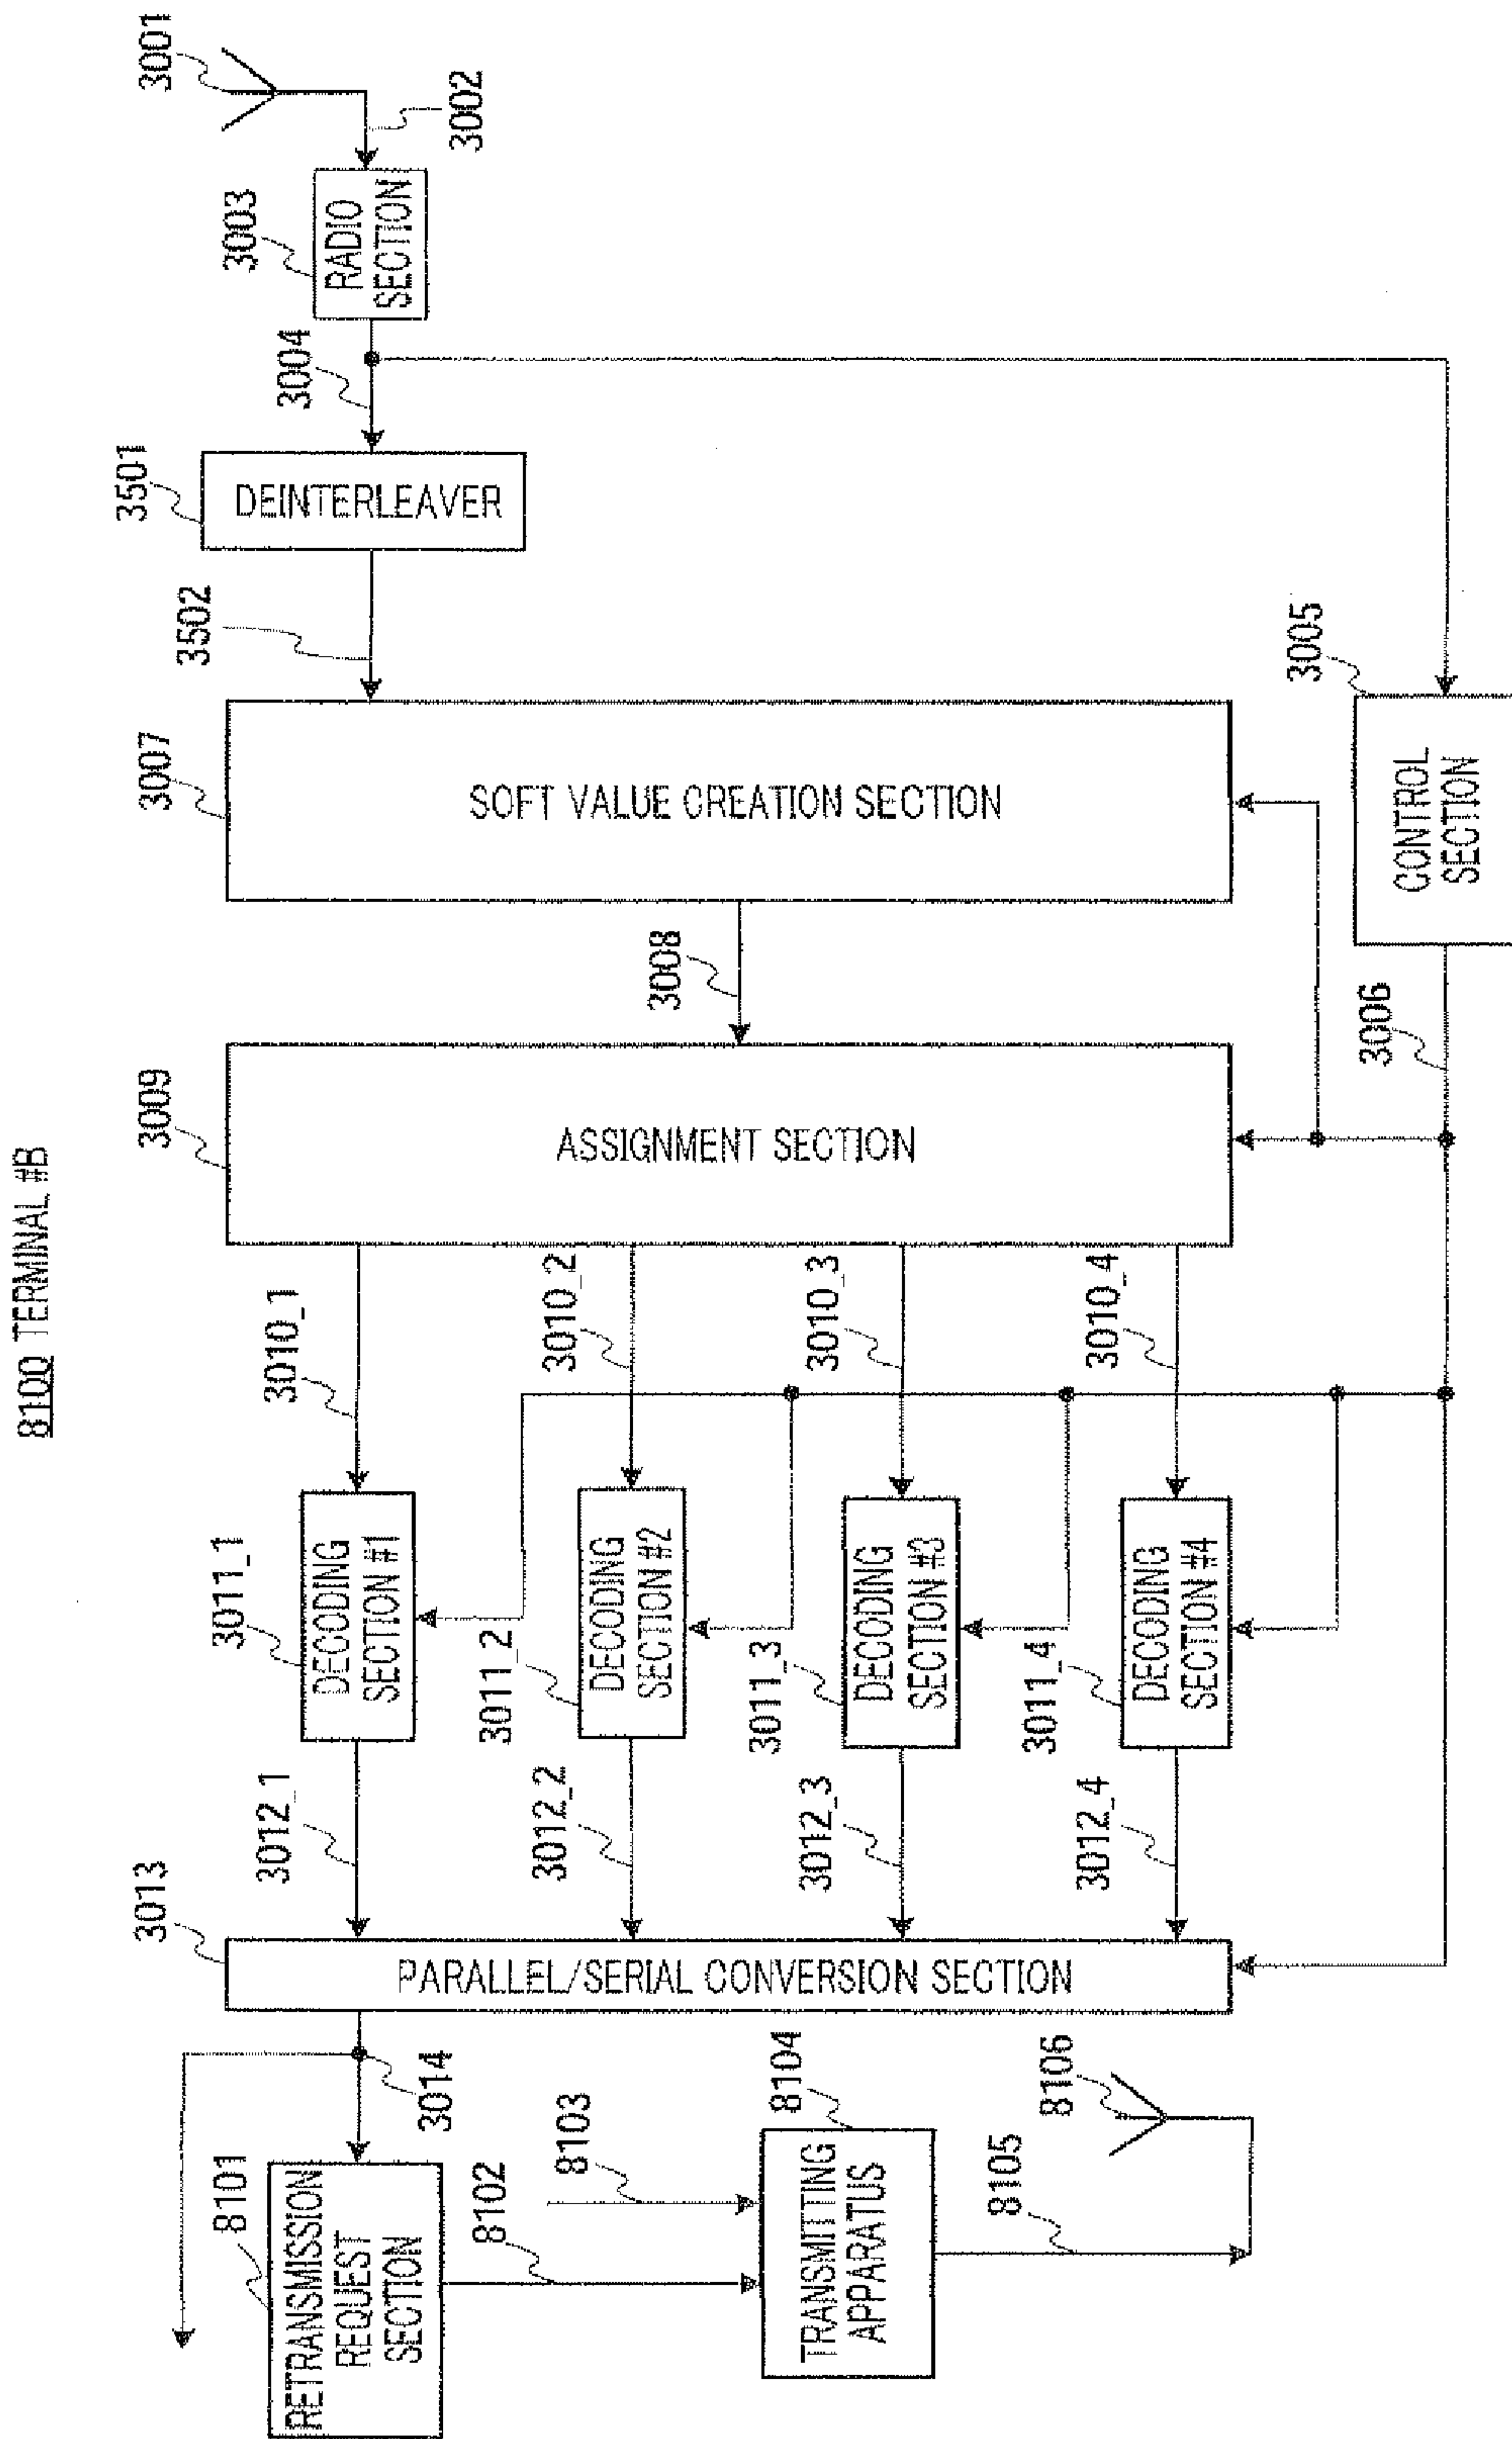 8100 TERMINAL #B
3001
3002
3003
RADIO
SECTION
3004
3501
DEINTERLEAVER
3502
3007
SOFT VALUE CREATION SECTION
3005
CONTROL
SECTION
3006
3008
3009
ASSIGNMENT SECTION
3010_1
3010_2
3010_3
3010_4
3011_1
DECODING
SECTION #1
3011_2
DECODING
SECTION #2
3011_3
DECODING
SECTION #3
3011_4
DECODING
SECTION #4
3012_1
3012_2
3012_3
3012_4
3013
PARALLEL/SERIAL CONVERSION SECTION
3014
8101
RETRANSMISSION
REQUEST
SECTION
8102
8103
8104
TRANSMITTING
APPARATUS
8105
8106